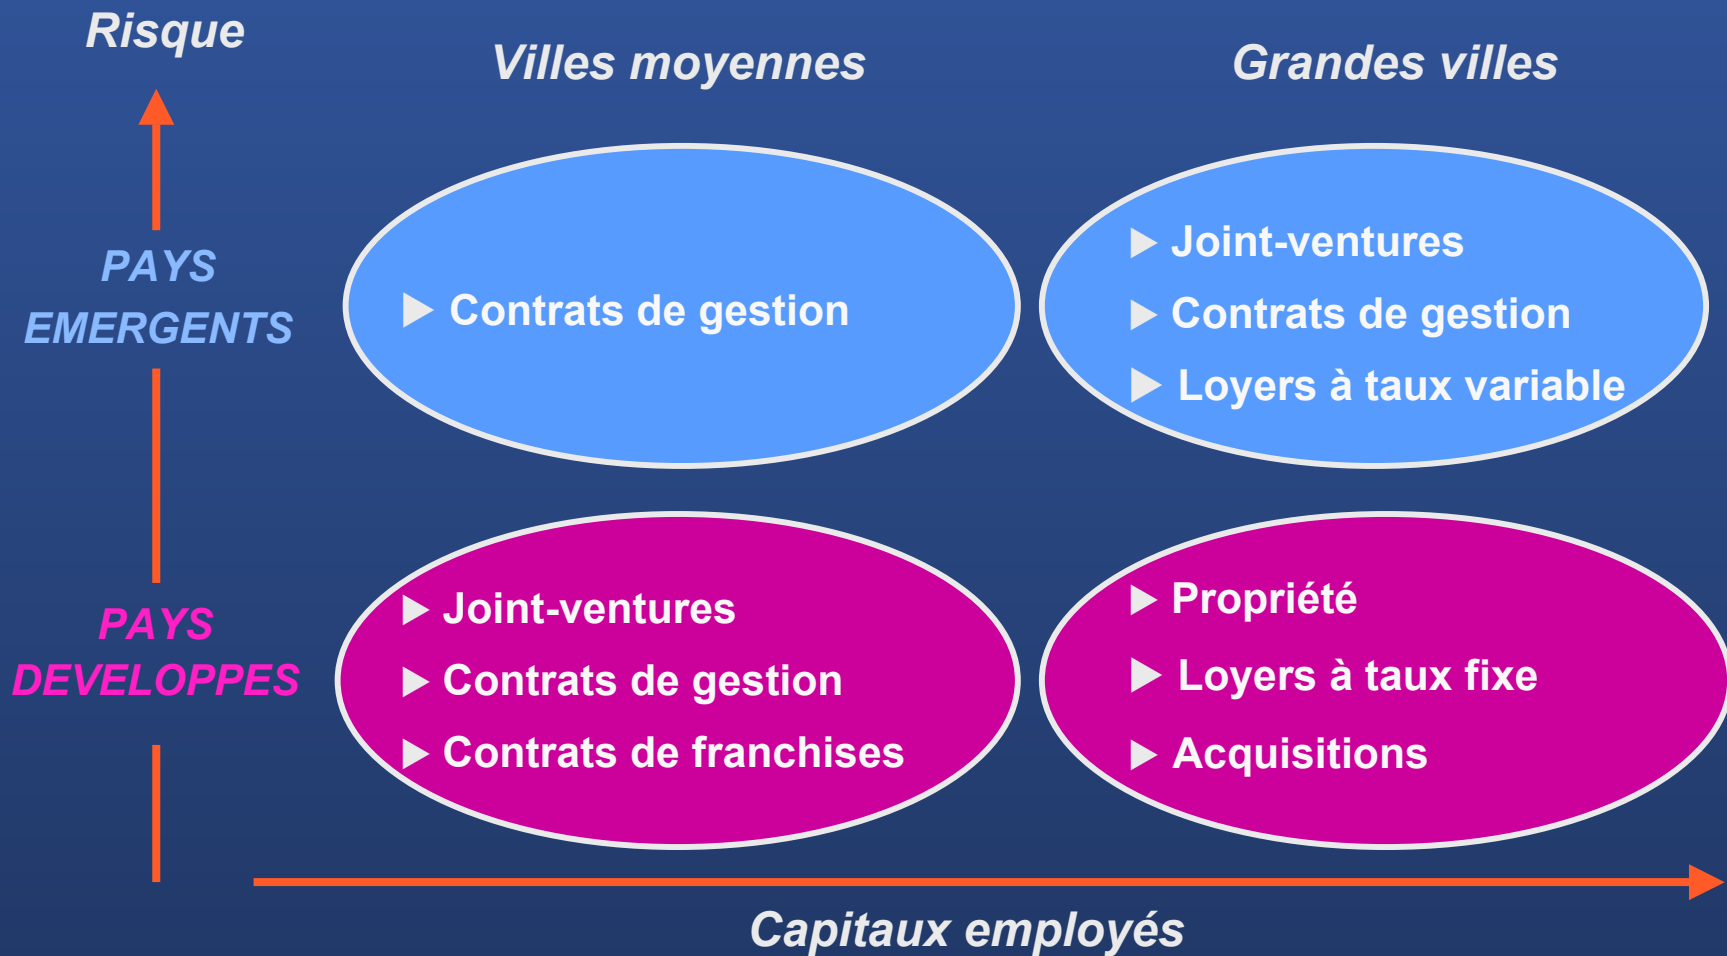 Risque
Villes moyennes
Grandes villes
PAYS
EMERGENTS
Contrats de gestion
Joint-ventures
Contrats de gestion
Loyers à taux variable
PAYS
DEVELOPPES
Joint-ventures
Contrats de gestion
Contrats de franchises
Propriété
Loyers à taux fixe
Acquisitions
Capitaux employés